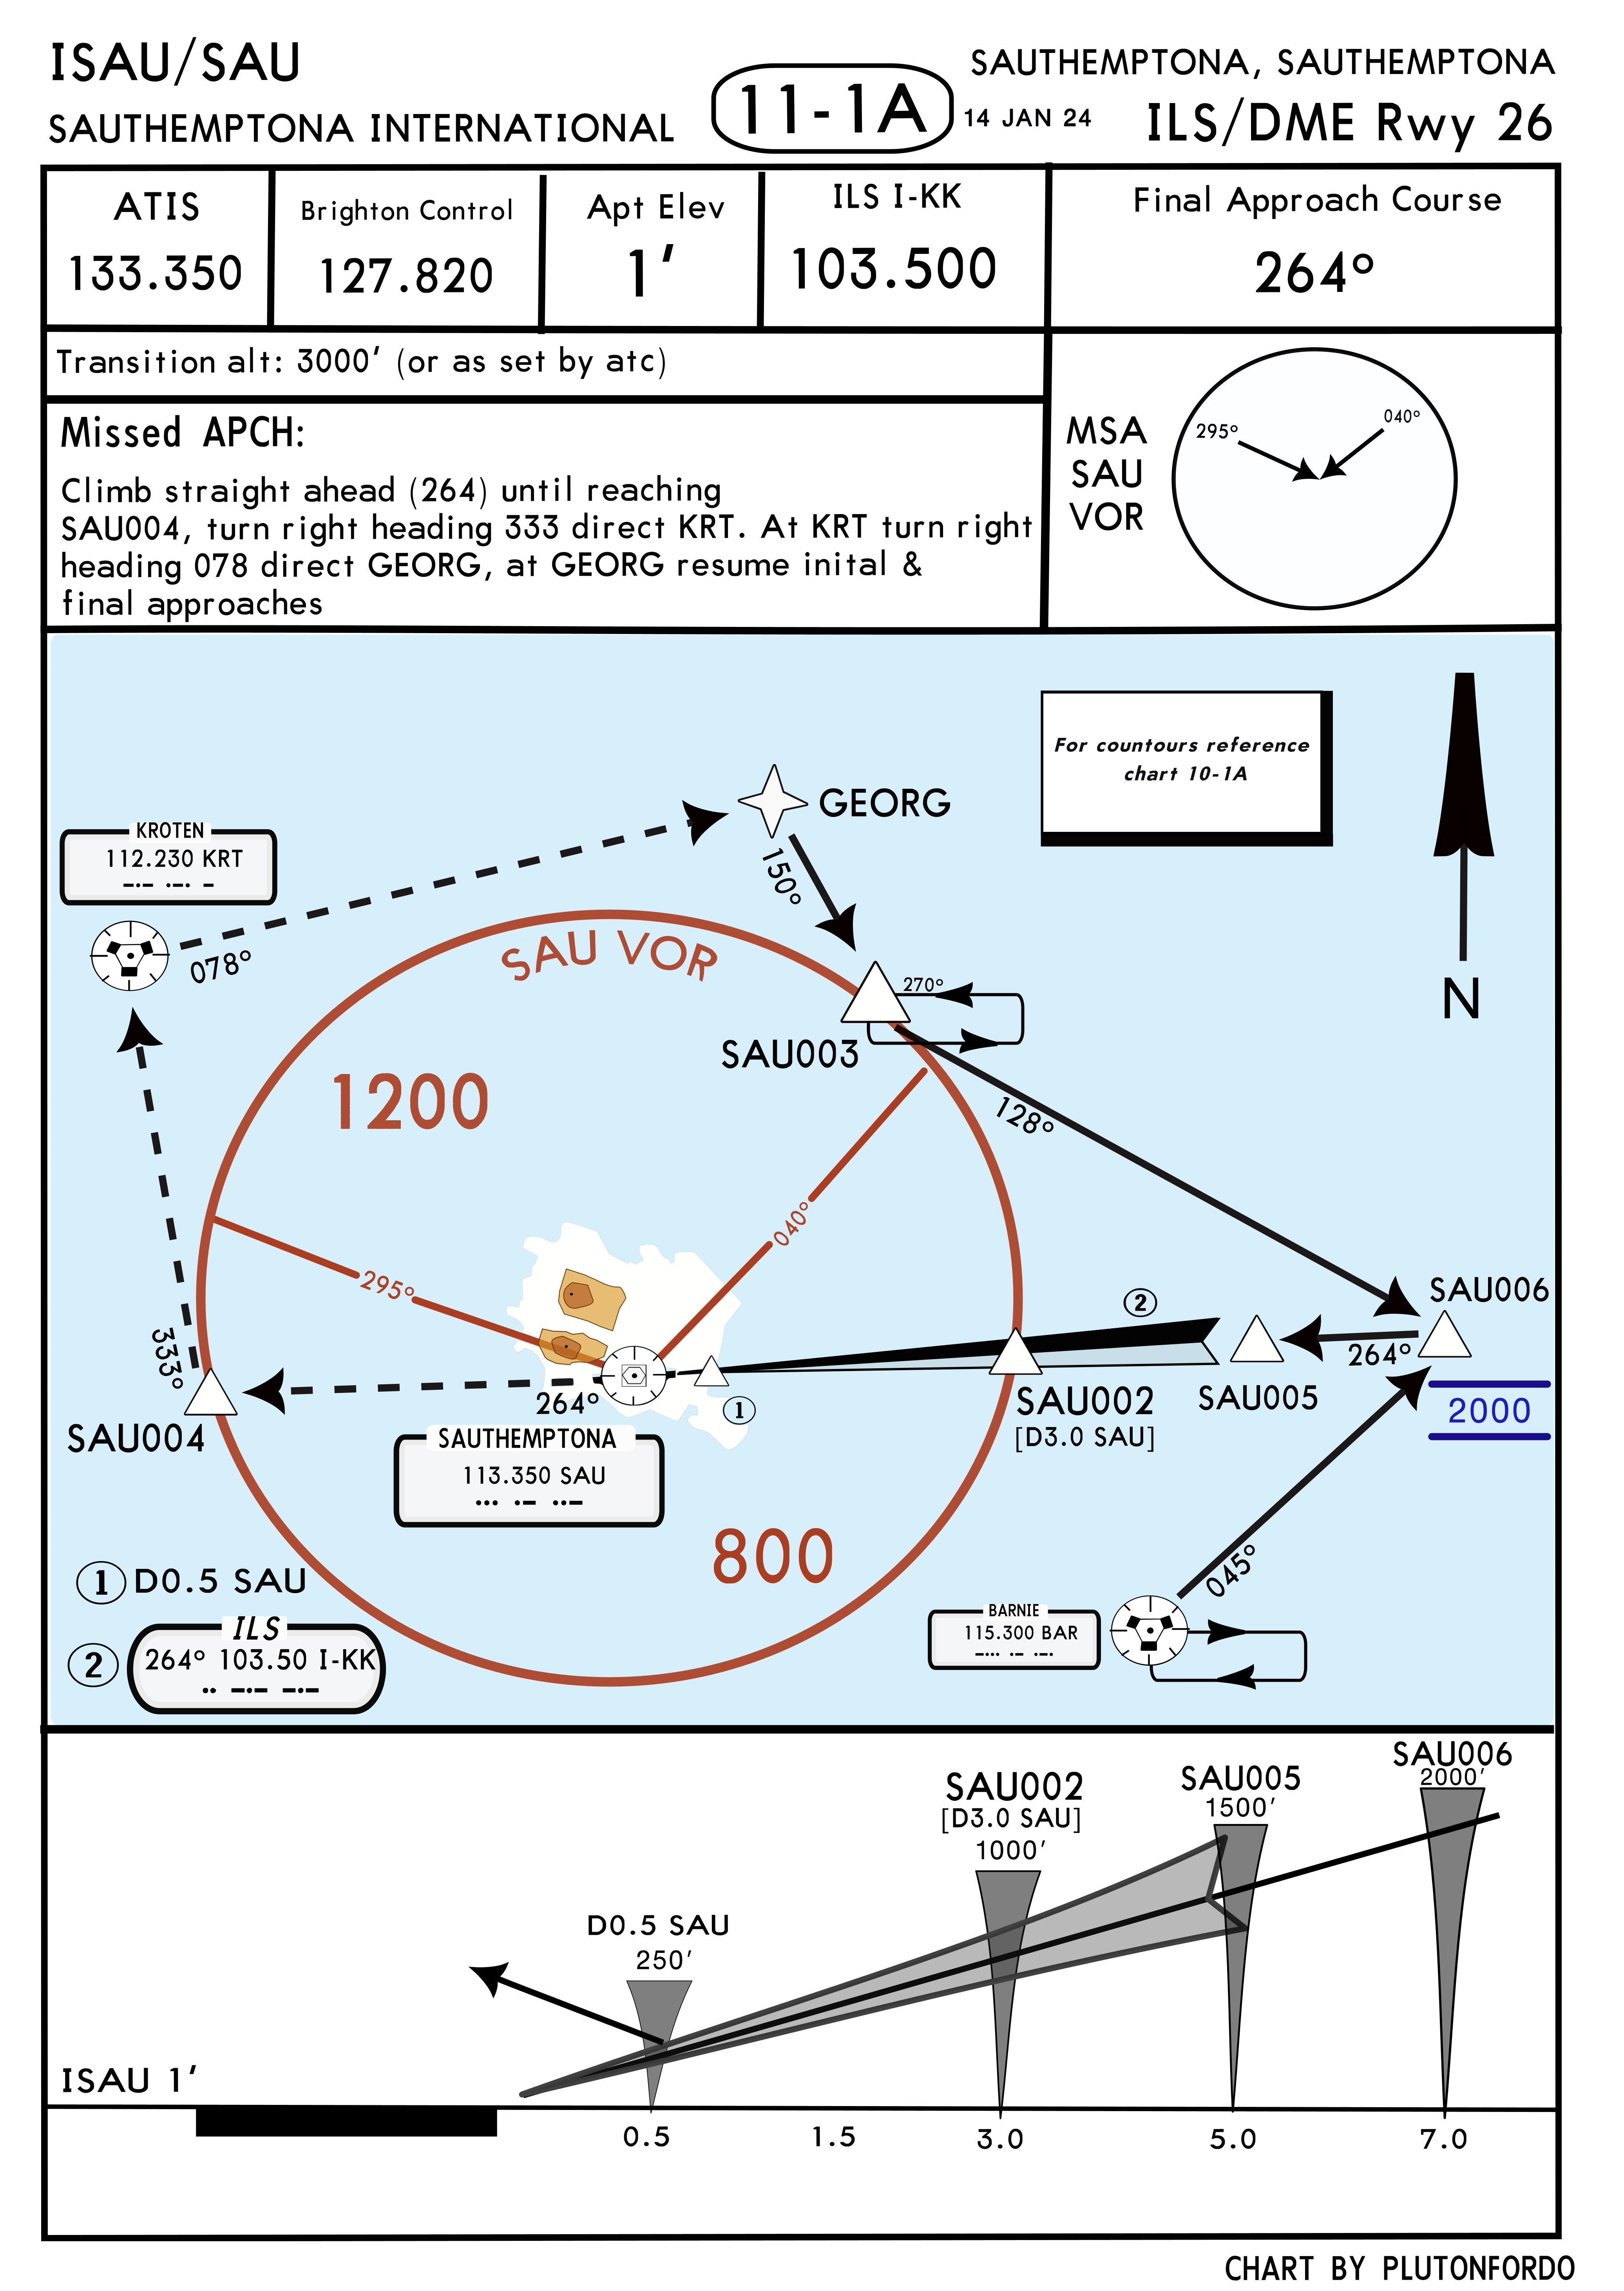 ISAU/SAU
SAUTHEMPTONA INTERNATIONAL
11-1A
14 JAN 24
SAUTHEMPTONA, SAUTHEMPTONA
ILS/DME Rwy 26
ATIS
133.350
Brighton Control
127.820
Apt Elev
1'
ILS I-KK
103.500
Final Approach Course
264°
Transition alt: 3000' (or as set by atc)
Missed APCH:
Climb straight ahead (264) until reaching
SAU004, turn right heading 333 direct KRT. At KRT turn right
heading 078 direct GEORG, at GEORG resume inital &
final approaches
MSA
SAU
VOR
295°
040°
For countours reference
chart 10-1A
N
GEORG
150°
KROTEN
112.230 KRT
078°
SAU VOR
270°
SAU003
1200
128°
040°
295°
333°
SAU004
264°
SAUTHEMPTONA
113.350 SAU
1
2
SAU002
[D3.0 SAU]
SAU005
264°
SAU006
2000
045°
800
BARNIE
115.300 BAR
1 D0.5 SAU
2
ILS
264° 103.50 I-KK
SAU006
2000'
SAU005
1500'
SAU002
[D3.0 SAU]
1000'
D0.5 SAU
250'
ISAU 1'
0.5 1.5 3.0 5.0 7.0
CHART BY PLUTONFORDO